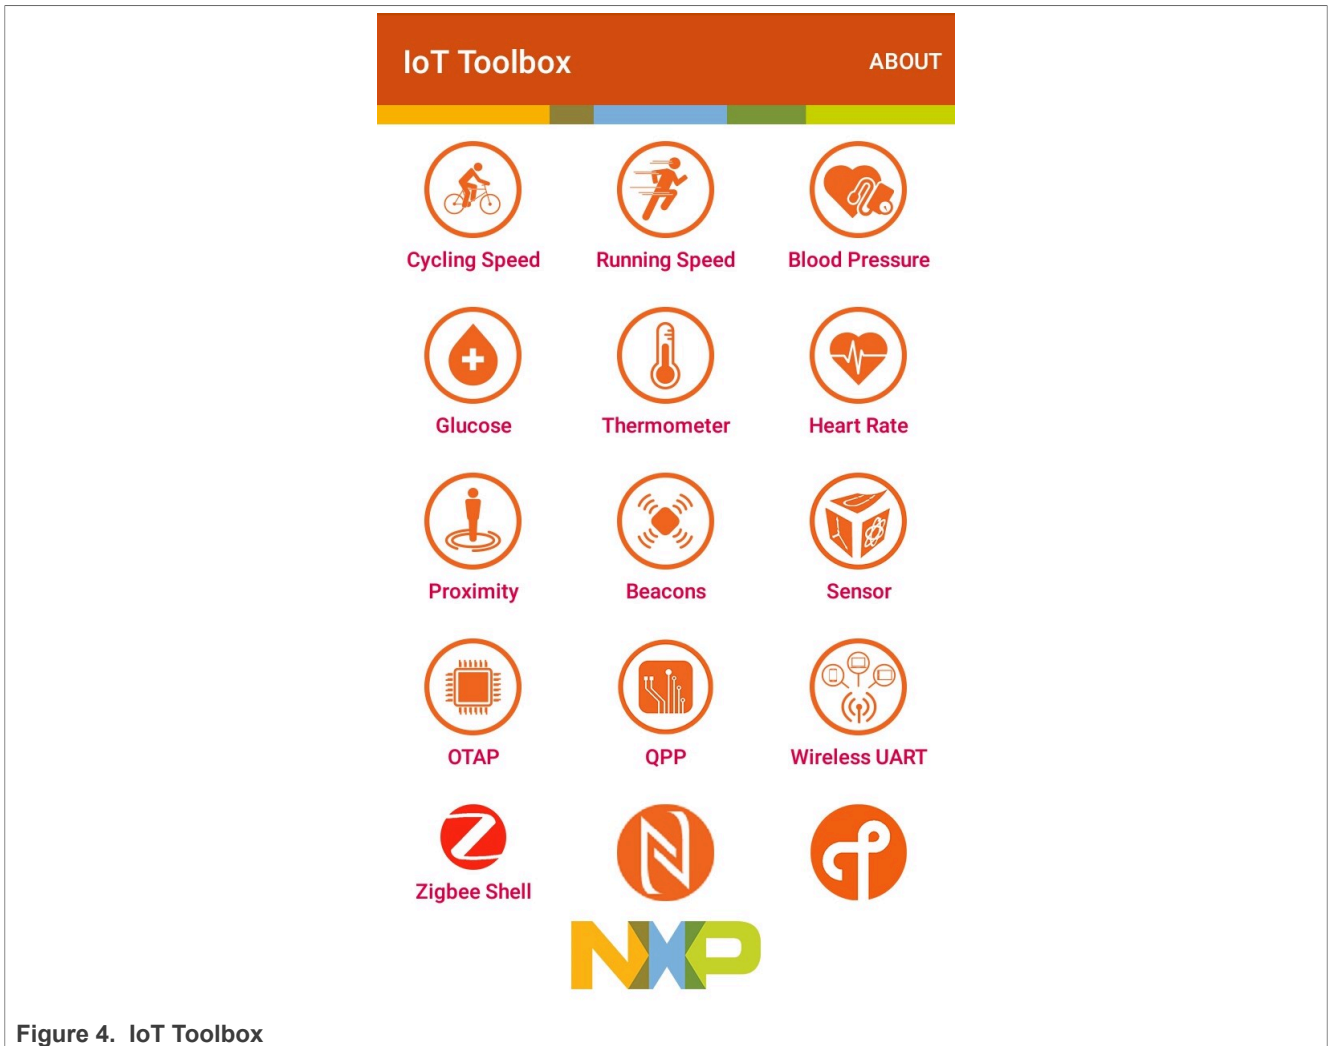 IoT Toolbox
ABOUT
Cycling Speed
Running Speed
Blood Pressure
Glucose
Thermometer
Heart Rate
Proximity
Beacons
Sensor
OTAP
QPP
Wireless UART
Zigbee Shell
NXP
Figure 4. IoT Toolbox